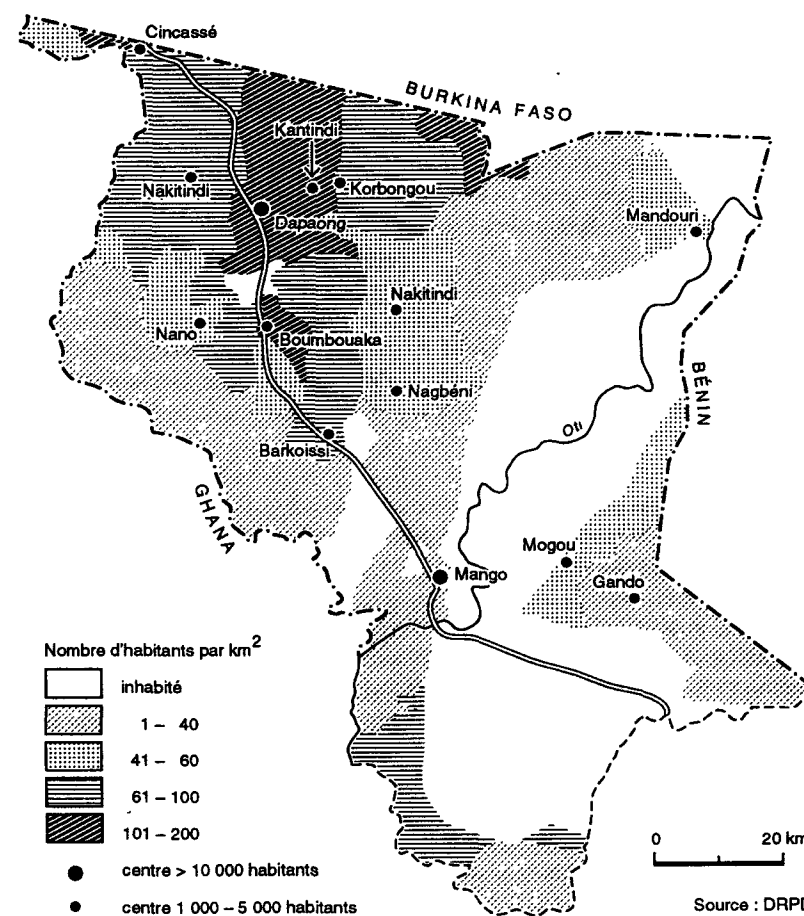 Cincassé
BURKINA FASO
Kantindi
Nakitindi
Korbongou
Dapaong
Mandouri
Nakitindi
Nano
Boumbouaka
Nagbéni
BÉNIN
Oti
Barkoissi
GHANA
Mogou
Mango
Gando
Nombre d'habitants par km²
inhabité
1 – 40
41 – 60
61 – 100
101 – 200
centre > 10 000 habitants
centre 1 000 – 5 000 habitants
0 20 km
Source : DRPD